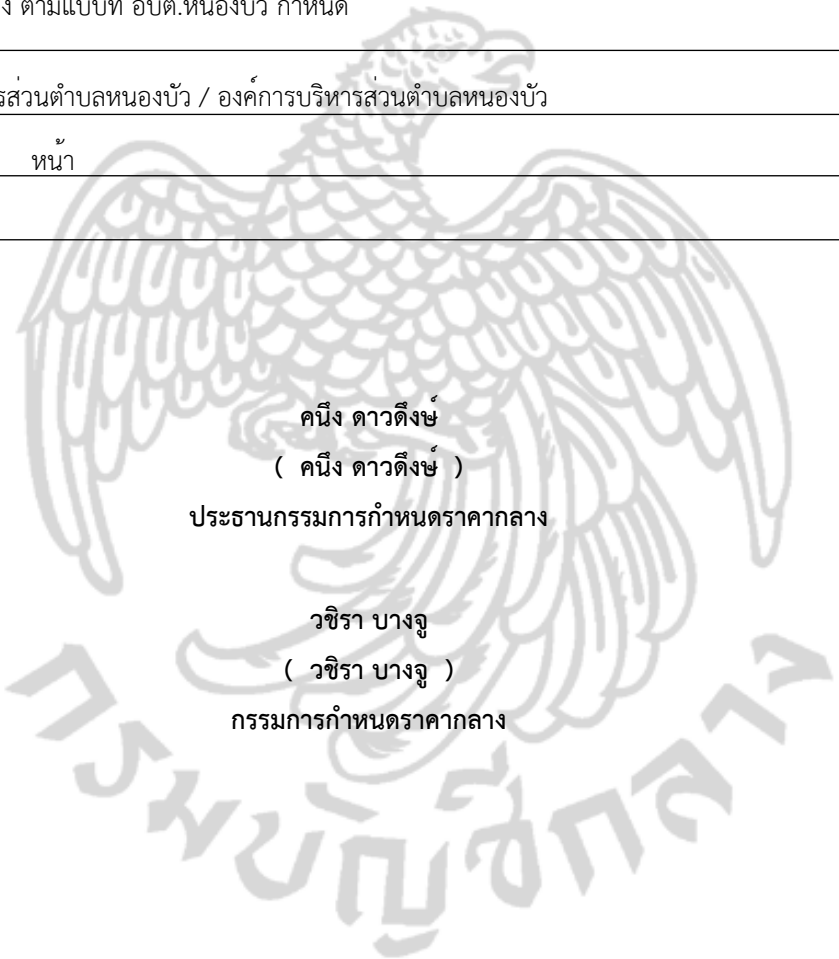 ตามแบบที่ อบต.หนองบัว กำหนด
รส่วนตำบลหนองบัว / องค์การบริหารส่วนตำบลหนองบัว
หน้า
คนึง ดาวดึงษ์
( คนึง ดาวดึงษ์ )
ประธานกรรมการกำหนดราคากลาง
วชิรา บางจู
( วชิรา บางจู )
กรรมการกำหนดราคากลาง
กรมบัญชีกลาง